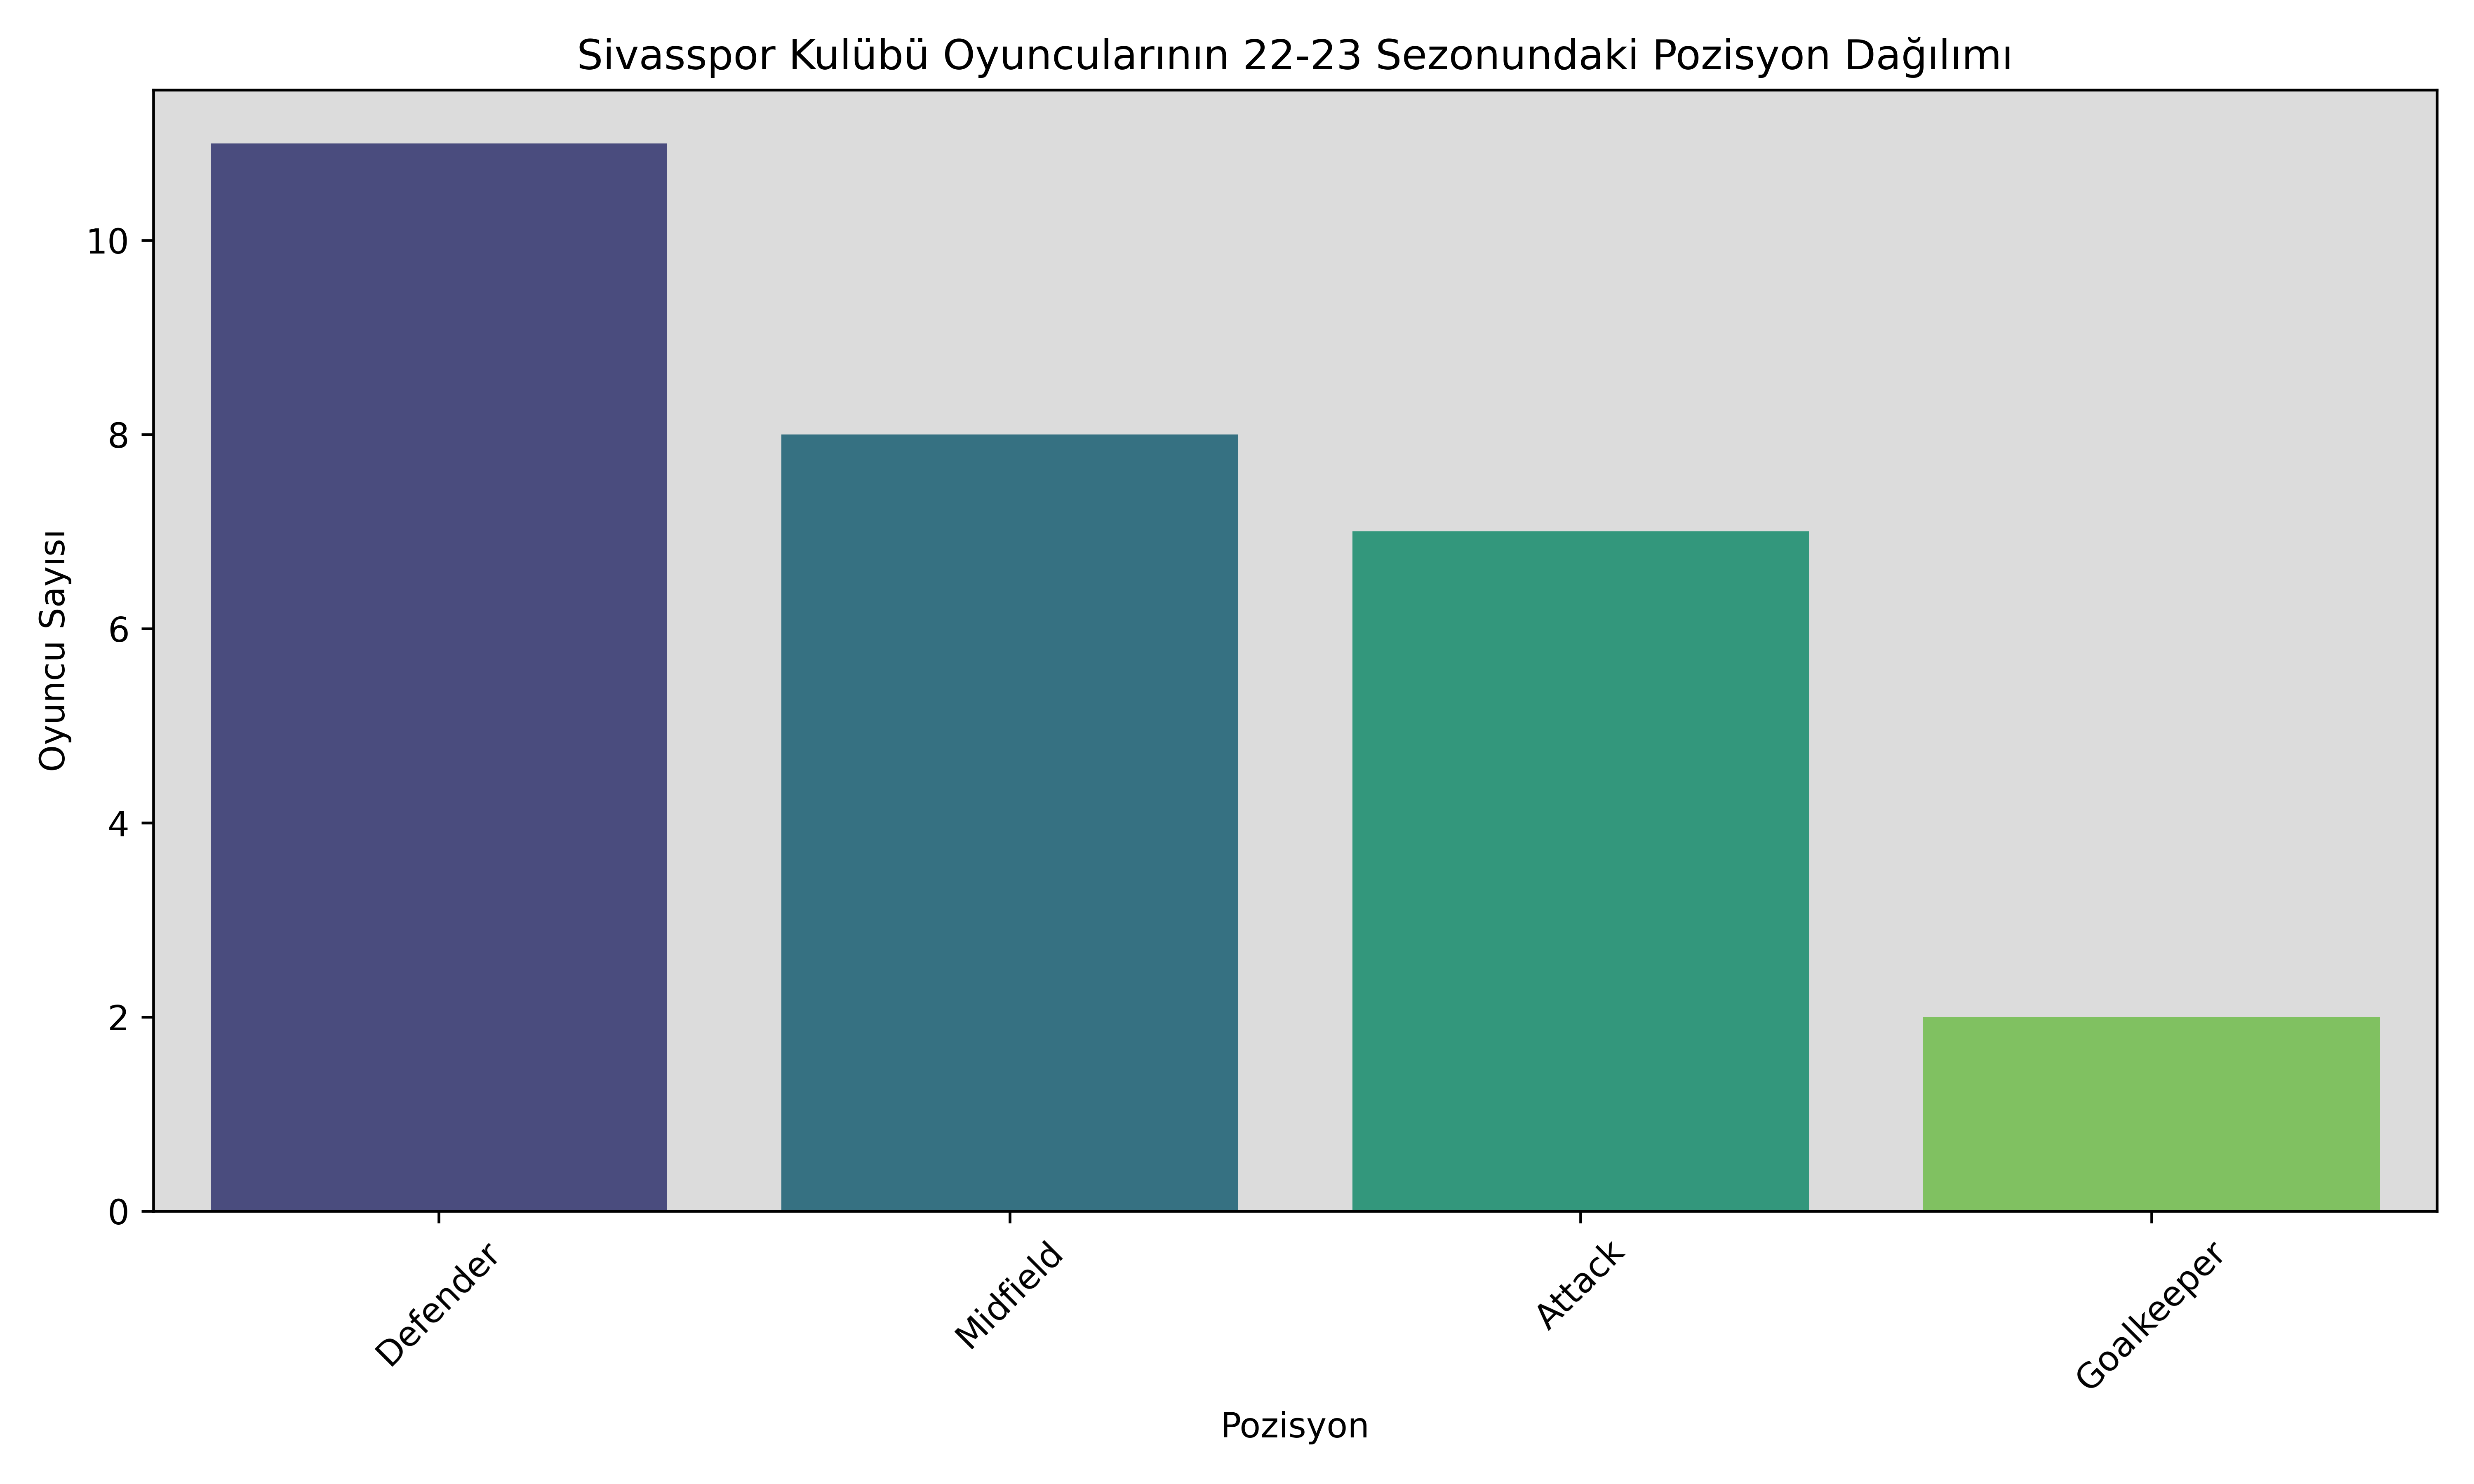 Sivasspor Kulübü Oyuncularının 22-23 Sezonundaki Pozisyon Dağılımı
Oyuncu Sayısı
10
8
6
4
2
0
Defender
Midfield
Attack
Goalkeeper
Pozisyon